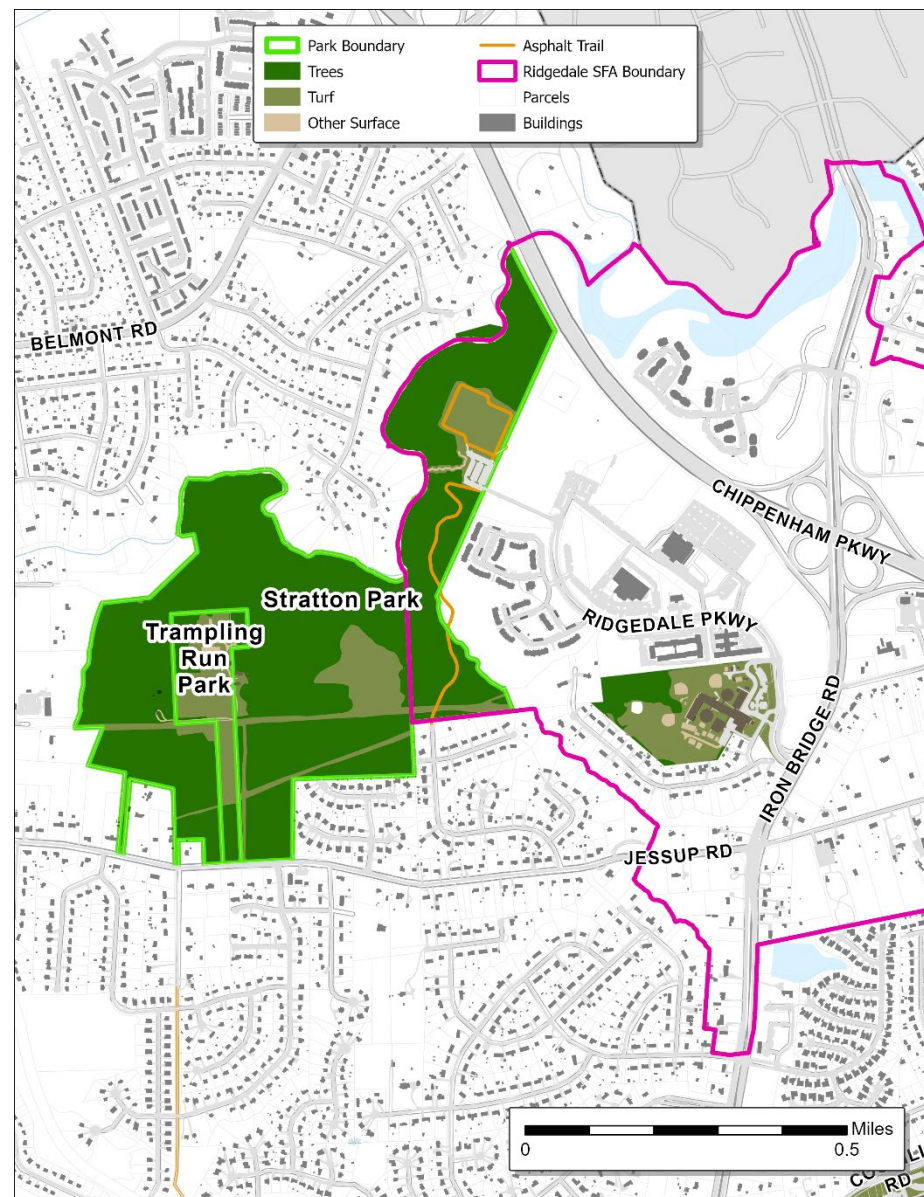 Park Boundary
Trees
Turf
Other Surface
Asphalt Trail
Ridgedale SFA Boundary
Parcels
Buildings
BELMONT RD
CHIPPENHAM PKWY
Stratton Park
Trampling
Run
Park
RIDGEDALE PKWY
IRON BRIDGE RD
JESSUP RD
Miles
0
0.5
RD